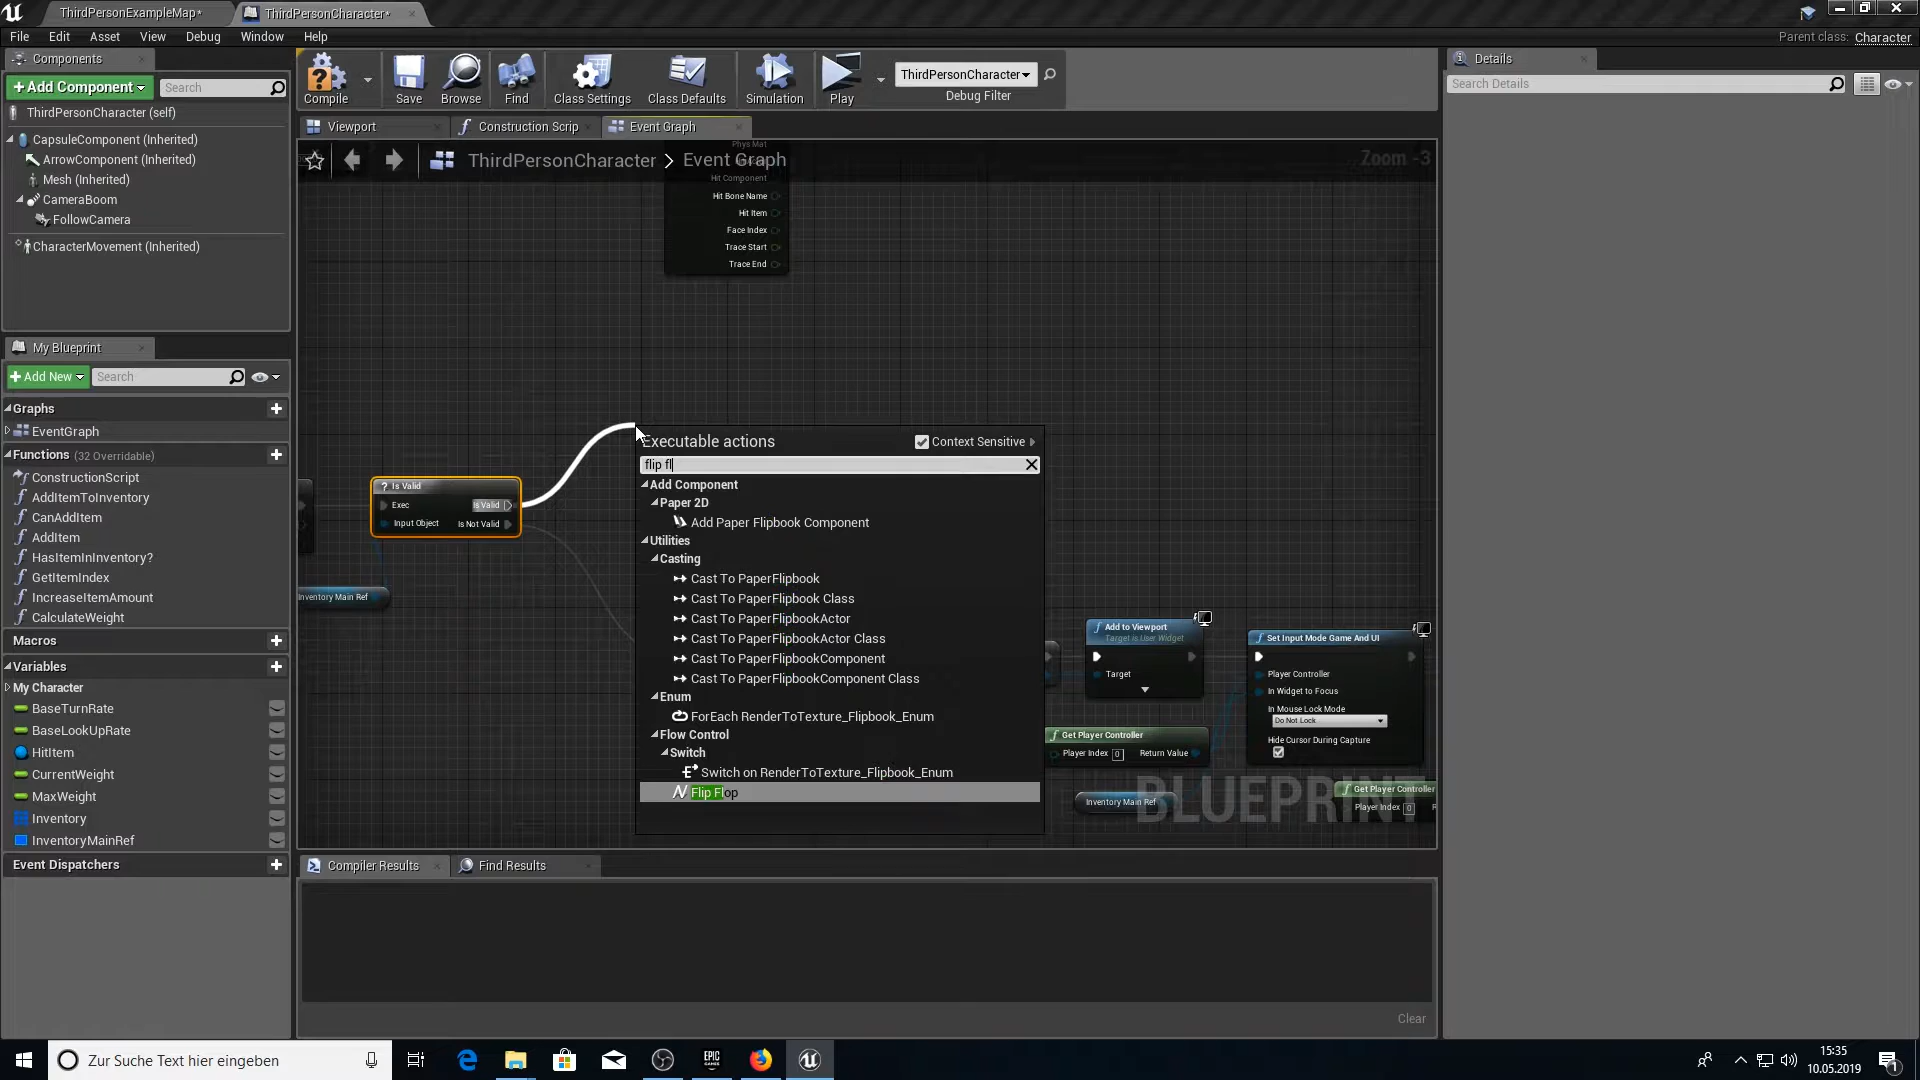 ThirdPersonExampleMap*
ThirdPersonCharacter*
File Edit Asset View Debug Window Help
Parent class: Character
Components
Add Component
Search
ThirdPersonCharacter (self)
CapsuleComponent (Inherited)
ArrowComponent (Inherited)
Mesh (Inherited)
CameraBoom
FollowCamera
CharacterMovement (Inherited)
My Blueprint
Add New
Search
Graphs
EventGraph
Functions (32 Overridable)
ConstructionScript
AddItemToInventory
CanAddItem
AddItem
HasItemInInventory?
GetItemIndex
IncreaseItemAmount
CalculateWeight
Macros
Variables
My Character
BaseTurnRate
BaseLookUpRate
HitItem
CurrentWeight
MaxWeight
Inventory
InventoryMainRef
Event Dispatchers
Compile
Save
Browse
Find
Class Settings
Class Defaults
Simulation
Play
ThirdPersonCharacter
Debug Filter
Viewport
Construction Scrip
Event Graph
ThirdPersonCharacter > Event Graph
Zoom -3
Phys Mat
Hit Component
Hit Bone Name
Hit Item
Face Index
Trace Start
Trace End
? Is Valid
Exec
Is Valid
Input Object
Is Not Valid
Inventory Main Ref
Executable actions
Context Sensitive
flip fl
Add Component
Paper 2D
Add Paper Flipbook Component
Utilities
Casting
Cast To PaperFlipbook
Cast To PaperFlipbook Class
Cast To PaperFlipbookActor
Cast To PaperFlipbookActor Class
Cast To PaperFlipbookComponent
Cast To PaperFlipbookComponent Class
Enum
ForEach RenderToTexture_Flipbook_Enum
Flow Control
Switch
Switch on RenderToTexture_Flipbook_Enum
Flip Flop
Add to Viewport
Target is User Widget
Target
Set Input Mode Game And UI
Player Controller
In Widget to Focus
In Mouse Lock Mode
Do Not Lock
Hide Cursor During Capture
Get Player Controller
Player Index 0
Return Value
Inventory Main Ref
Get Player Controller
Player Index 0
BLUEPRINT
Compiler Results
Find Results
Clear
Details
Search Details
Zur Suche Text hier eingeben
EPIC
GAMES
15:35
10.05.2019
1